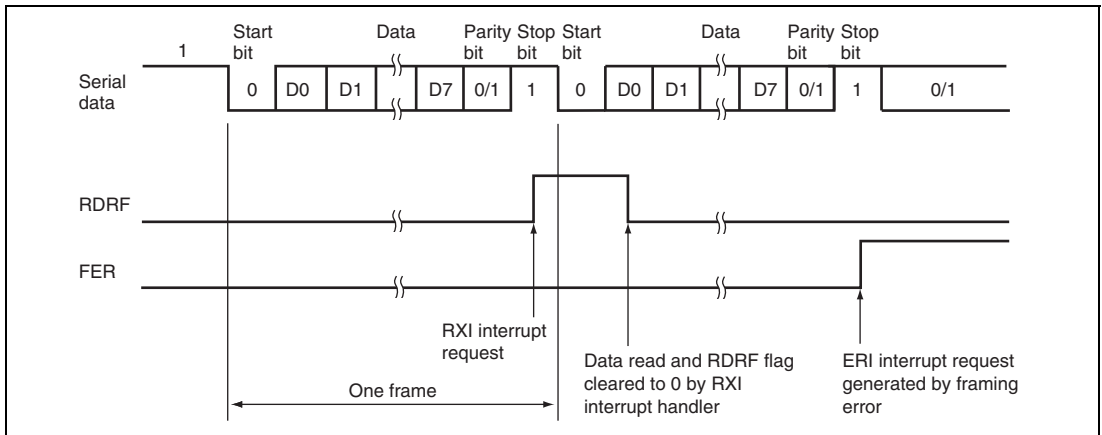 Start Data Parity Stop Start Data Parity Stop
1 bit bit bit bit bit bit
Serial data 0 D0 D1 D7 0/1 1 0 D0 D1 D7 0/1 1 0/1
RDRF
FER
RXI interrupt
request
Data read and RDRF flag
cleared to 0 by RXI
interrupt handler
ERI interrupt request
generated by framing
error
One frame